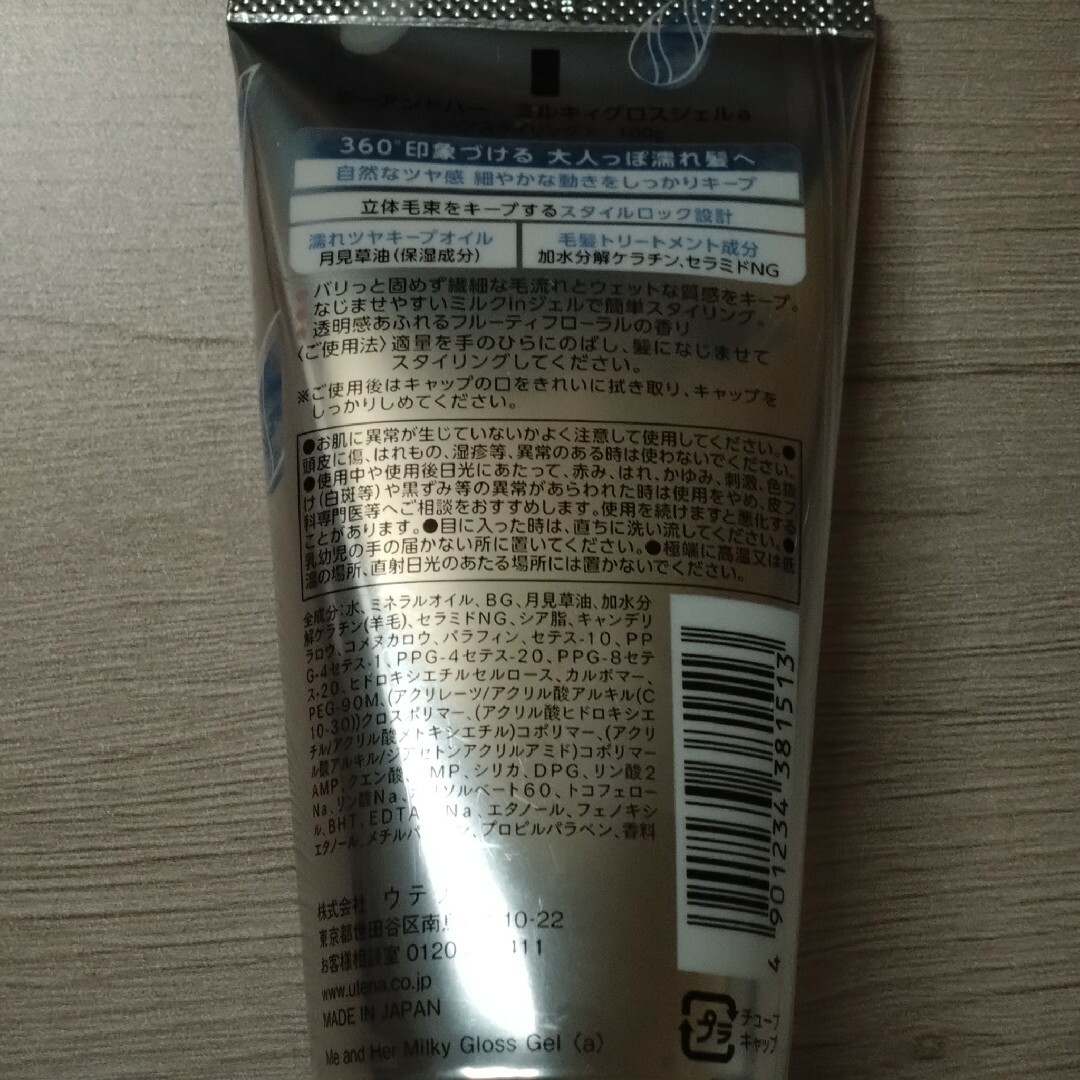 ミルキィグロスジェルa
100g
360°印象づける 大人っぽ濡れ髪へ
自然なツヤ感 細やかな動きをしっかりキープ
立体毛束をキープするスタイルロック設計
濡れツヤキープオイル
月見草油(保湿成分)
毛髪トリートメント成分
加水分解ケラチン、セラミドNG
バリっと固めず繊細な毛流れとウェットな質感をキープ。
なじませやすいミルクinジェルで簡単スタイリング。
透明感あふれるフルーティフローラルの香り
〈ご使用法〉適量を手のひらにのばし、髪になじませて
スタイリングしてください。
※ご使用後はキャップの口をきれいに拭き取り、キャップを
しっかりしめてください。
●お肌に異常が生じていないかよく注意して使用してください。●
頭皮に傷、はれもの、湿疹等、異常のある時は使わないでください。
●使用中や使用後日光にあたって、赤み、はれ、かゆみ、刺激、色抜
け(白斑等)や黒ずみ等の異常があらわれた時は使用をやめ、皮フ
科専門医等へご相談をおすすめします。使用を続けますと悪化する
ことがあります。●目に入った時は、直ちに洗い流してください。●
乳幼児の手の届かない所に置いてください。●極端に高温又は低
温の場所、直射日光のあたる場所には置かないでください。
全成分:水、ミネラルオイル、BG、月見草油、加水分
解ケラチン(羊毛)、セラミドNG、シア脂、キャンデリ
ラロウ、コメヌカロウ、パラフィン、セテス-10、PP
G-4セテス-1、PPG-4セテス-20、PPG-8セテ
ス-20、ヒドロキシエチルセルロース、カルボマー、
PEG-90M、(アクリレーツ/アクリル酸アルキル(C
10-30))クロスポリマー、(アクリル酸ヒドロキシエ
チル/アクリル酸メトキシエチル)コポリマー、(アクリ
ル酸アルキル/ジアセトンアクリルアミド)コポリマー
AMP、クエン酸、 MP、シリカ、DPG、リン酸2
Na、リン酸Na、 リソルベート60、トコフェロー
ル、BHT、EDTA Na、エタノール、フェノキシ
エタノール、メチルパ ン、プロピルパラベン、香料
株式会社 ウテ
東京都世田谷区南 10-22
お客様相談室 0120 411
www.utena.co.jp
MADE IN JAPAN
Me and Her Milky Gloss Gel (a)
4 901234 381513
プラ
チューブ
キャップ